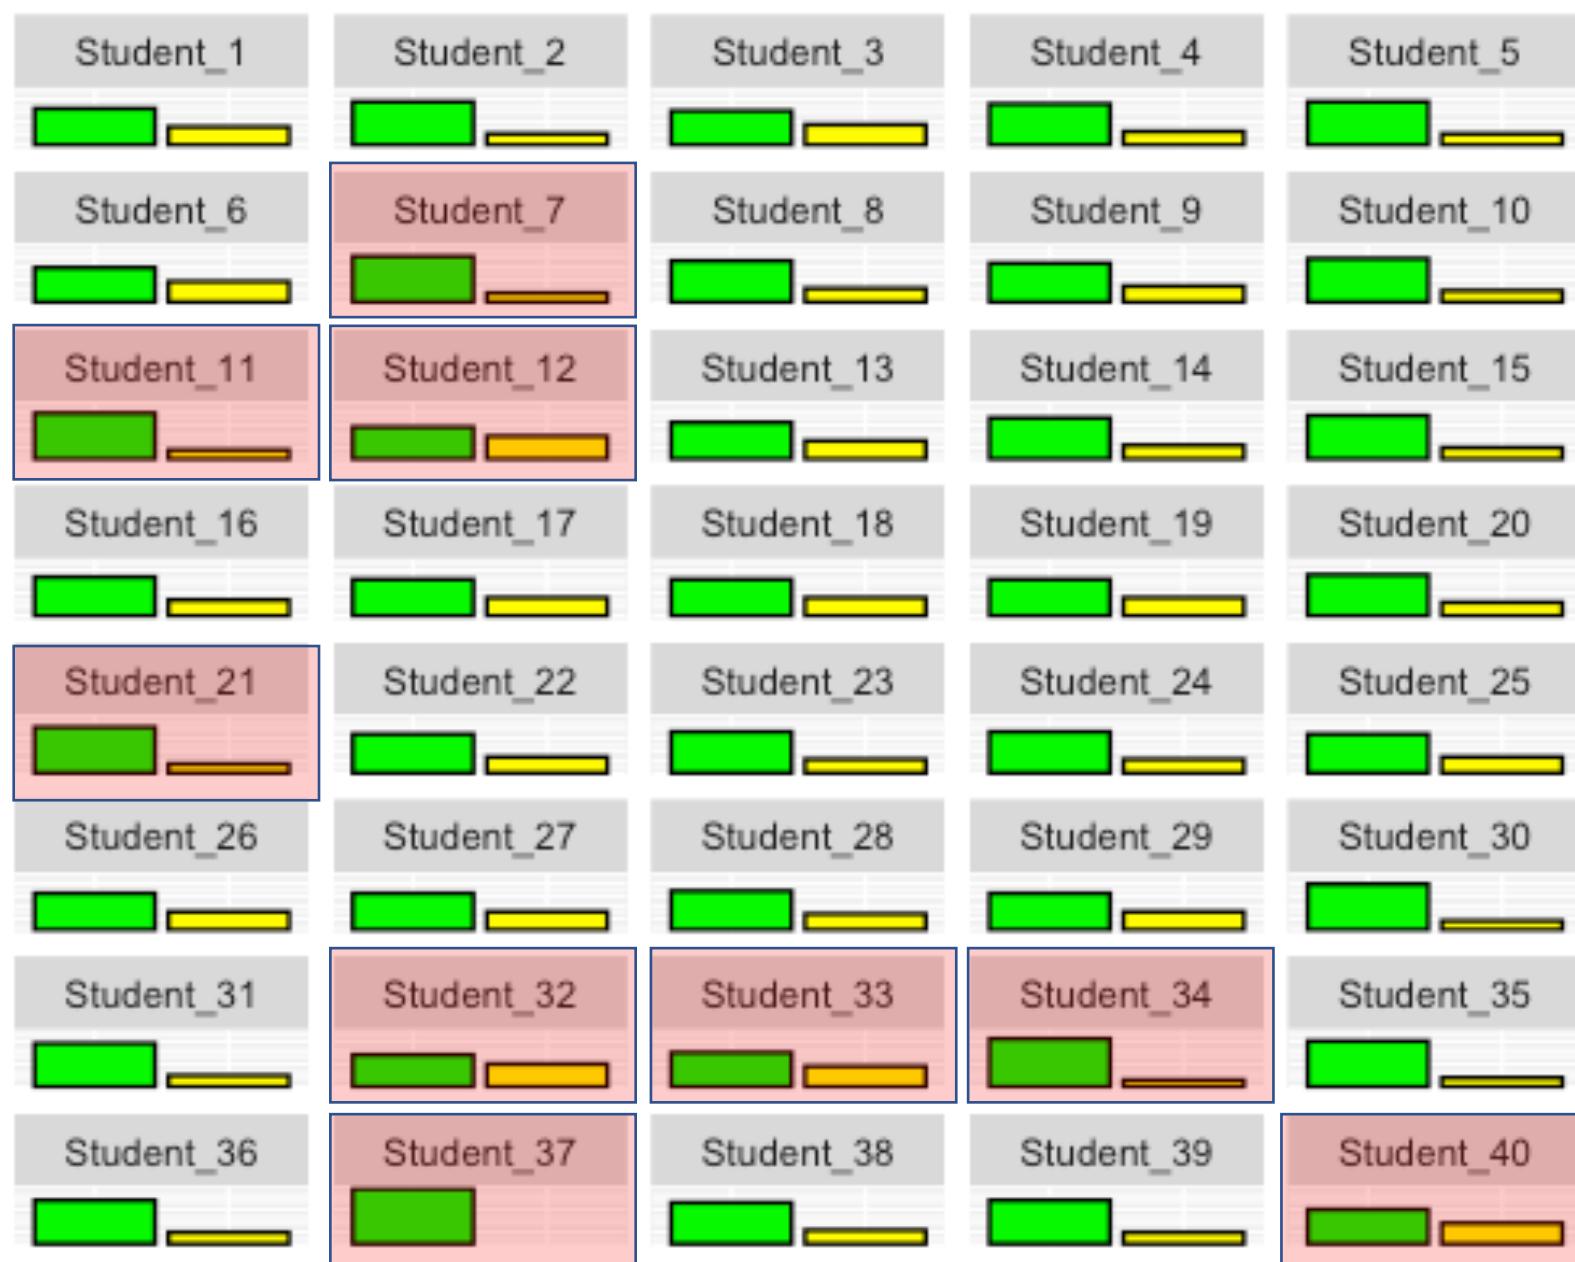 Student_1 Student_2 Student_3 Student_4 Student_5
Student_6 Student_7 Student_8 Student_9 Student_10
Student_11 Student_12 Student_13 Student_14 Student_15
Student_16 Student_17 Student_18 Student_19 Student_20
Student_21 Student_22 Student_23 Student_24 Student_25
Student_26 Student_27 Student_28 Student_29 Student_30
Student_31 Student_32 Student_33 Student_34 Student_35
Student_36 Student_37 Student_38 Student_39 Student_40